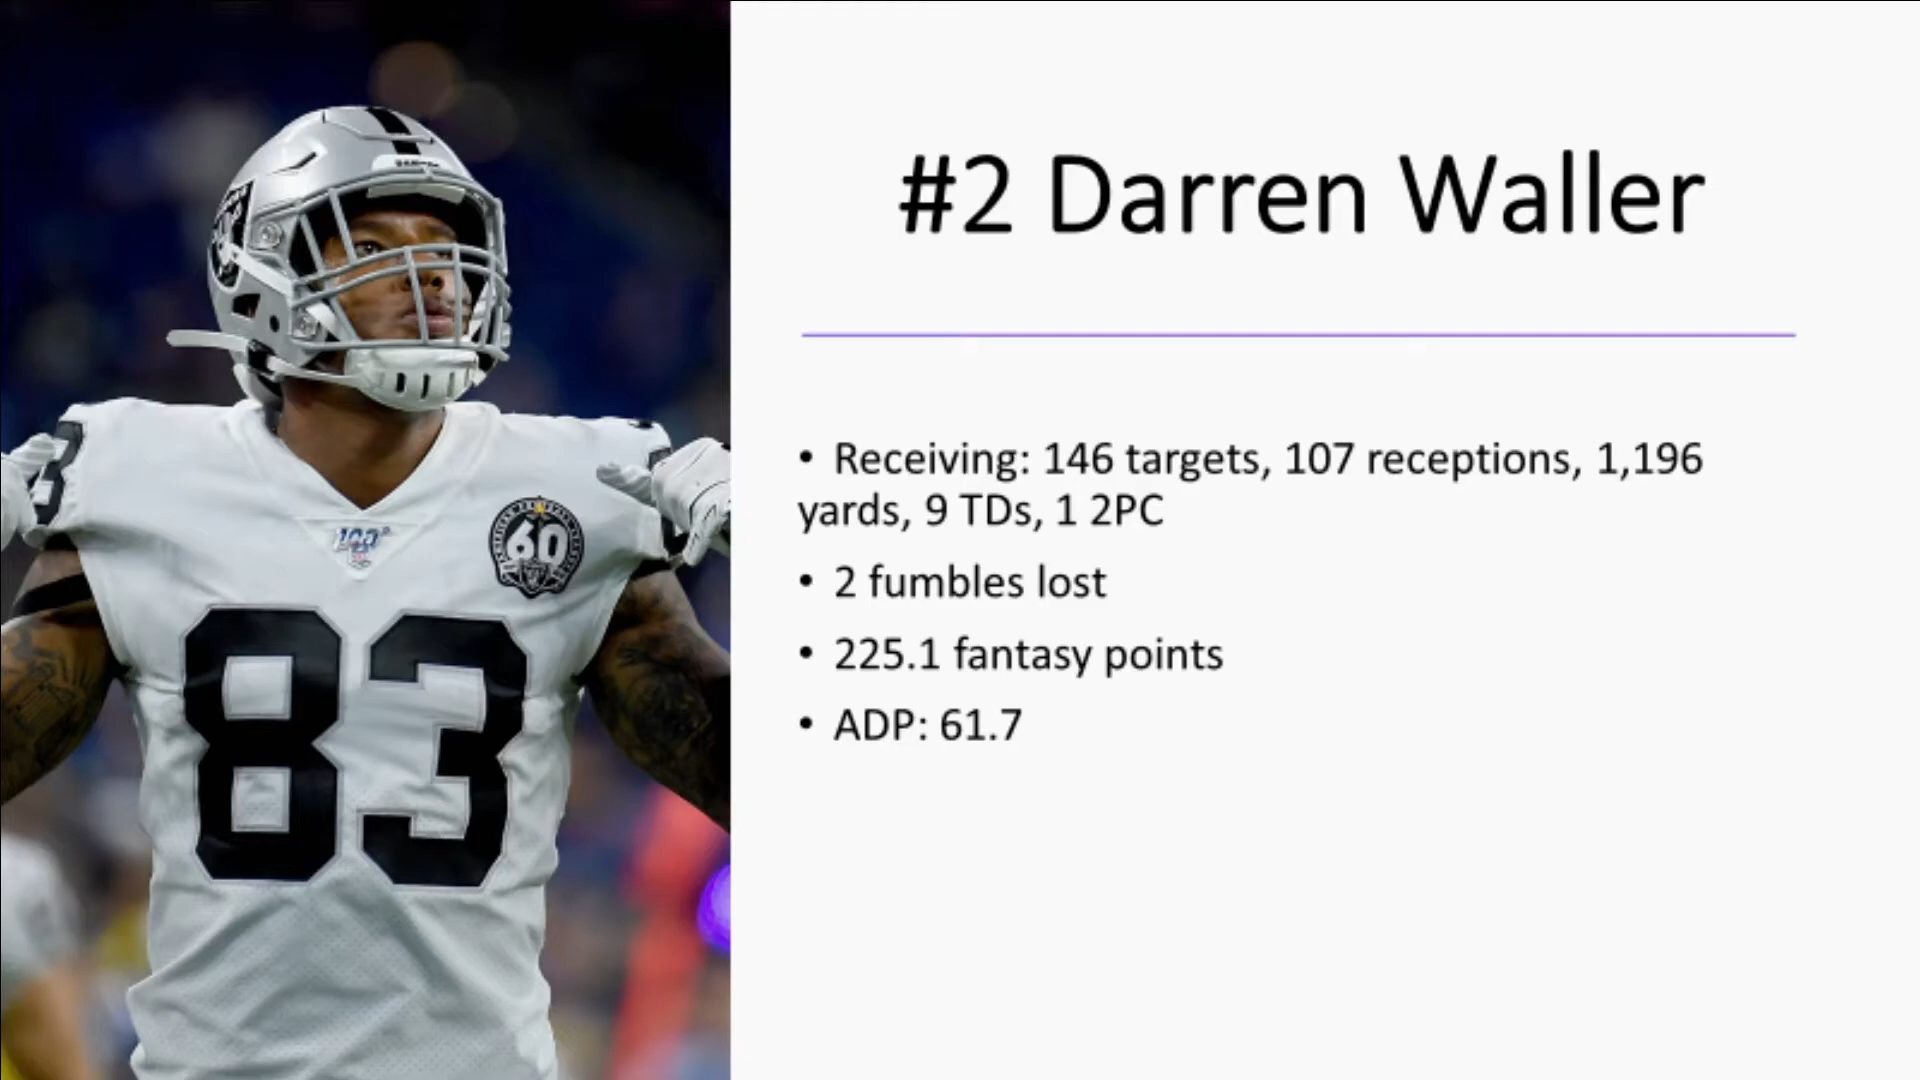 #2 Darren Waller
• Receiving: 146 targets, 107 receptions, 1,196
yards, 9 TDs, 1 2PC
• 2 fumbles lost
• 225.1 fantasy points
• ADP: 61.7
3
100
60
83